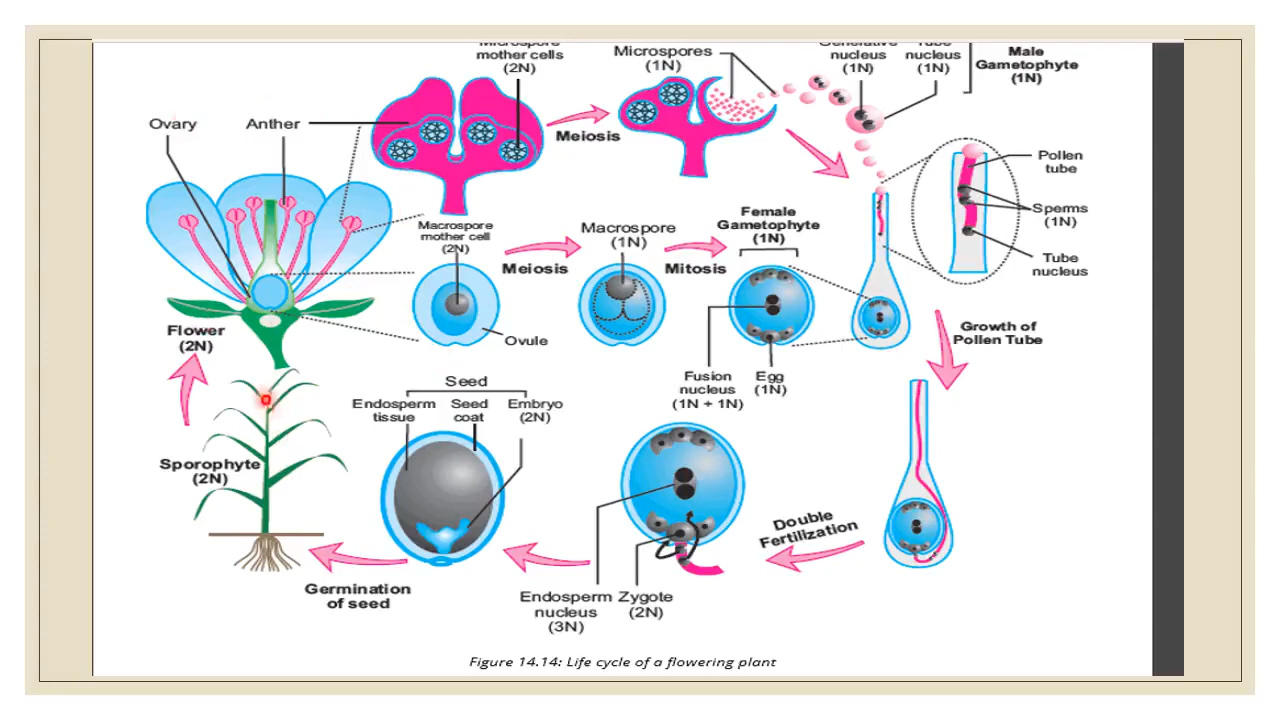 Microspore
mother cells
(2N)
Microspores
(1N)
Generative
nucleus
(1N)
Tube
nucleus
(1N)
Male
Gametophyte
(1N)
Ovary
Anther
Meiosis
Pollen
tube
Sperms
(1N)
Tube
nucleus
Macrospore
mother cell
(2N)
Meiosis
Macrospore
(1N)
Mitosis
Female
Gametophyte
(1N)
Ovule
Flower
(2N)
Growth of
Pollen Tube
Fusion
nucleus
(1N + 1N)
Egg
(1N)
Seed
Endosperm
tissue
Seed
coat
Embryo
(2N)
Sporophyte
(2N)
Double
Fertilization
Germination
of seed
Endosperm
nucleus
(3N)
Zygote
(2N)
Figure 14.14: Life cycle of a flowering plant